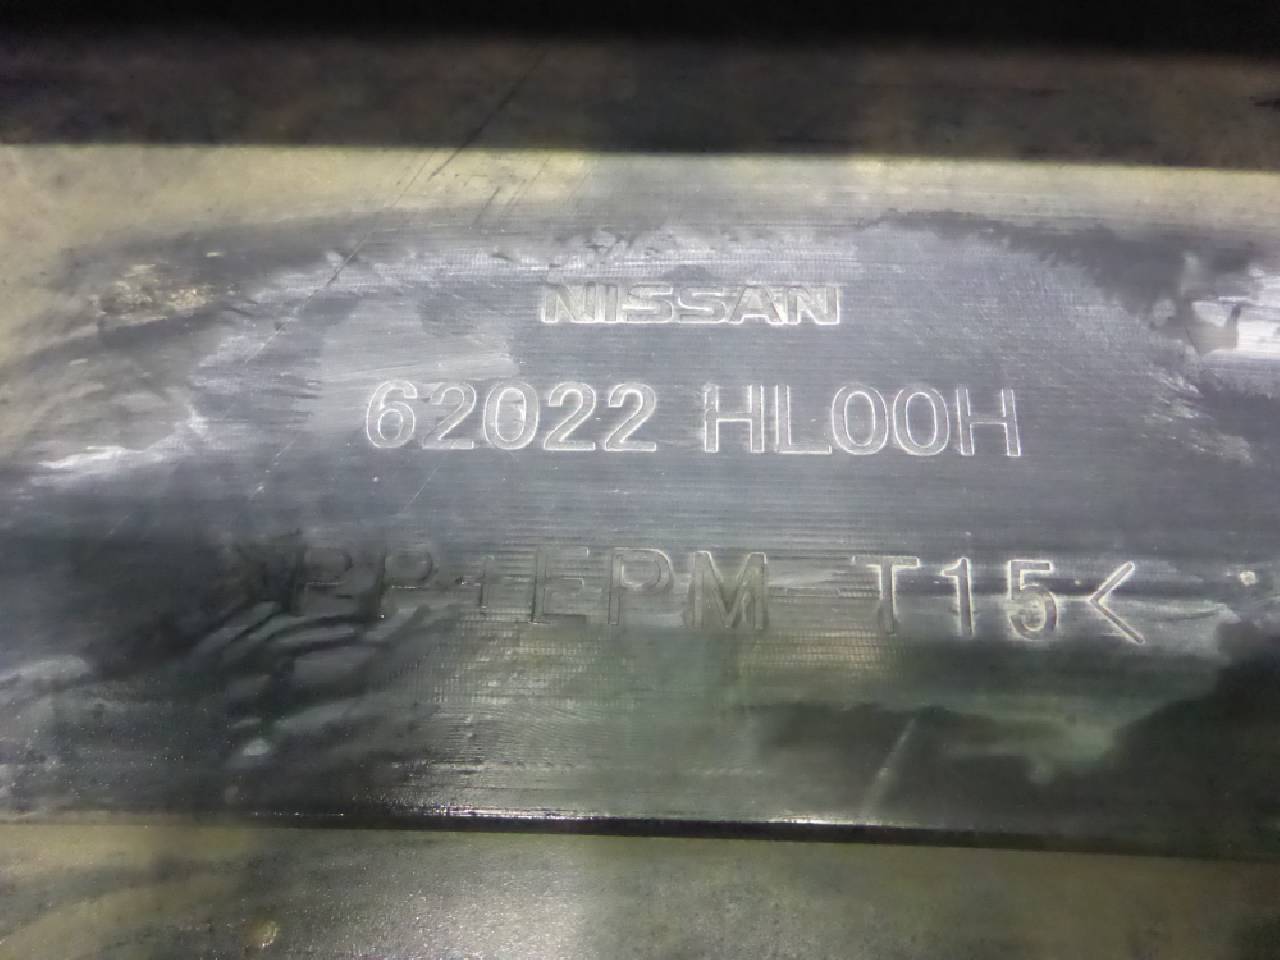 NISSAN
62022 HL00H
>PP+EPM-T15<